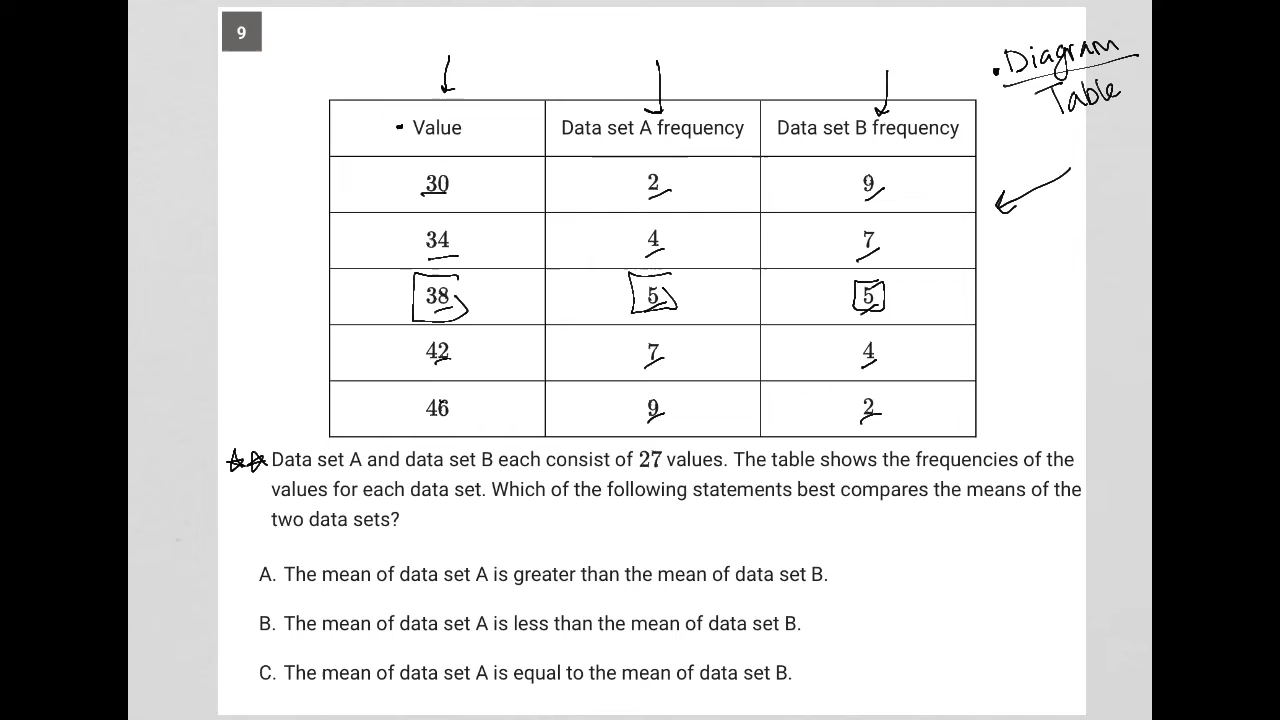 9
Diagram
Table
Value Data set A frequency Data set B frequency
30 2 9
34 4 7
38 5 5
42 7 4
46 9 2
Data set A and data set B each consist of 27 values. The table shows the frequencies of the
values for each data set. Which of the following statements best compares the means of the
two data sets?
A. The mean of data set A is greater than the mean of data set B.
B. The mean of data set A is less than the mean of data set B.
C. The mean of data set A is equal to the mean of data set B.